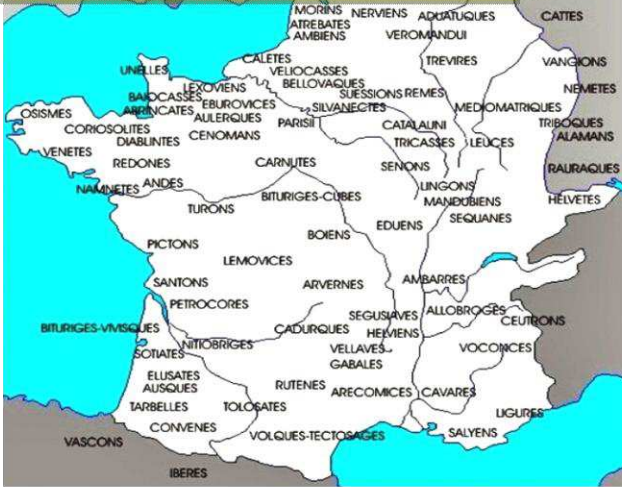 MORINS
NERVIENS
ADUATUQUES
CATTES
ATREBATES
AMBIENS
VEROMANDUI
CALETES
TREVIRES
VANGIONS
UNELLES
VELIOCASSES
BELLOVAQUES
LEXOVIENS
SUESSIONS
REMES
NEMETES
BAIOCASSES
EBUROVICES
SILVANECTES
MEDIOMATRIQUES
OSISMES
ABRINCATES
AULERQUES
PARISII
CATALAUNI
TRIBOQUES
CORIOSOLITES
CENOMANS
ALAMANS
DIABLINTES
TRICASSES
LEUCES
VENETES
REDONES
CARNUTES
SENONS
RAURAQUES
NAMNETES
ANDES
LINGONS
BITURIGES-CUBES
MANDUBIENS
HELVETES
TURONS
SEQUANES
EDUENS
BOIENS
PICTONS
LEMOVICES
SANTONS
ARVERNES
AMBARRES
PETROCORES
ALLOBROGES
SEGUSIAVES
CEUTRONS
BITURIGES-VIVISQUES
CADURQUES
HELVIENS
NITIOBRIGES
VELLAVES
VOCONCES
SOTIATES
GABALES
ELUSATES
RUTENES
AUSQUES
ARECOMICES
CAVARES
TARBELLES
TOLOSATES
LIGURES
CONVENES
VOLQUES-TECTOSAGES
SALYENS
VASCONS
IBERES